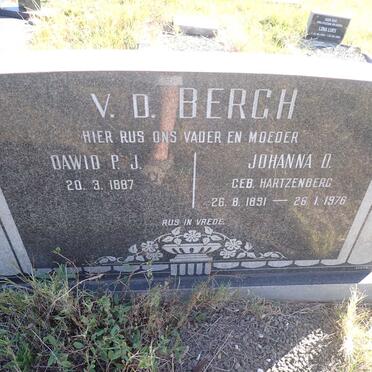 V. D. BERGH
HIER RUS ONS VADER EN MOEDER
DAWID P. J.
20. 3. 1887
JOHANNA D.
GEB. HARTZENBERG
26. 8. 1891 — 26. 1. 1976
RUS IN VREDE.